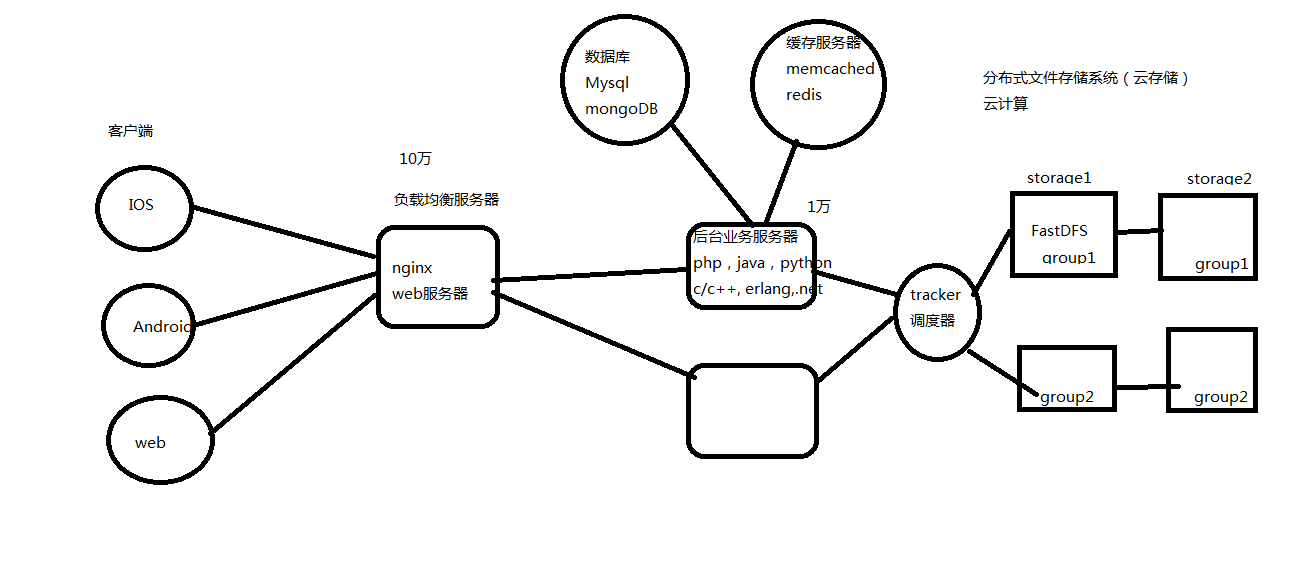 客户端
IOS
Android
web
10万
负载均衡服务器
nginx
web服务器
数据库
Mysql
mongoDB
缓存服务器
memcached
redis
1万
后台业务服务器
php，java，python
c/c++, erlang,.net
tracker
调度器
分布式文件存储系统（云存储）
云计算
storage1
FastDFS
group1
storage2
group1
group2
group2